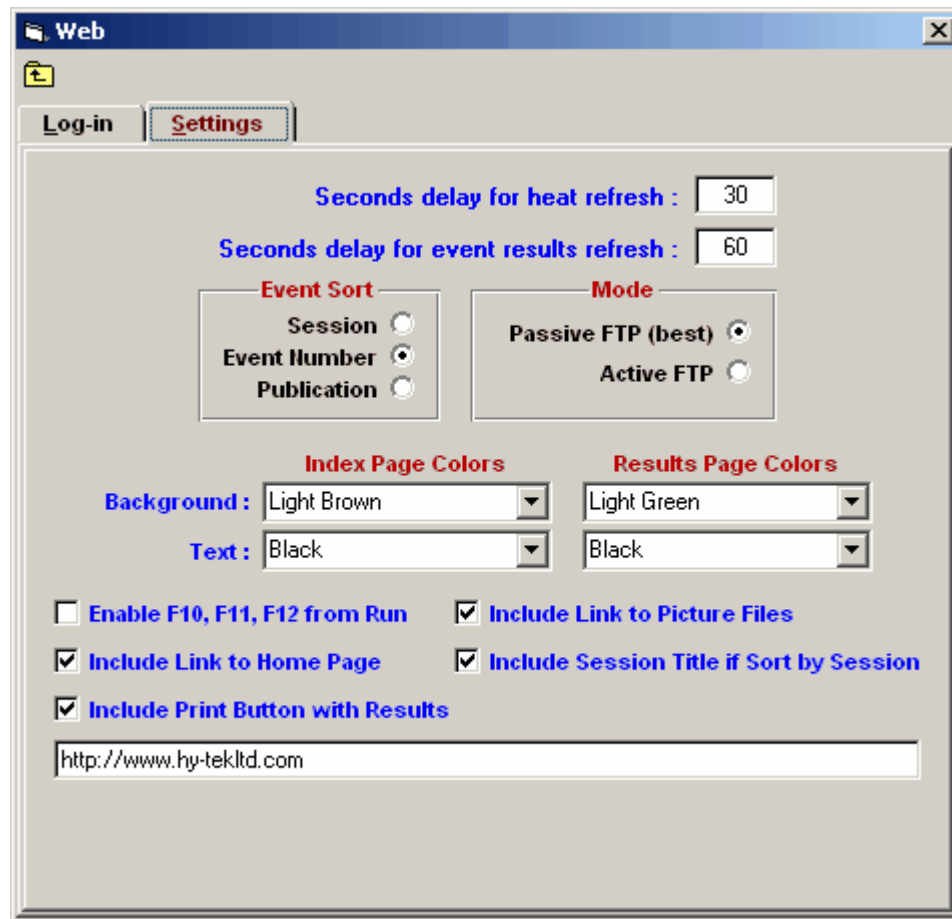 Web
Log-in Settings
Seconds delay for heat refresh : 30
Seconds delay for event results refresh : 60
Event Sort
Session
Event Number
Publication
Mode
Passive FTP (best)
Active FTP
Index Page Colors Results Page Colors
Background : Light Brown Light Green
Text : Black Black
Enable F10, F11, F12 from Run Include Link to Picture Files
Include Link to Home Page Include Session Title if Sort by Session
Include Print Button with Results
http://www.hy-tekltd.com